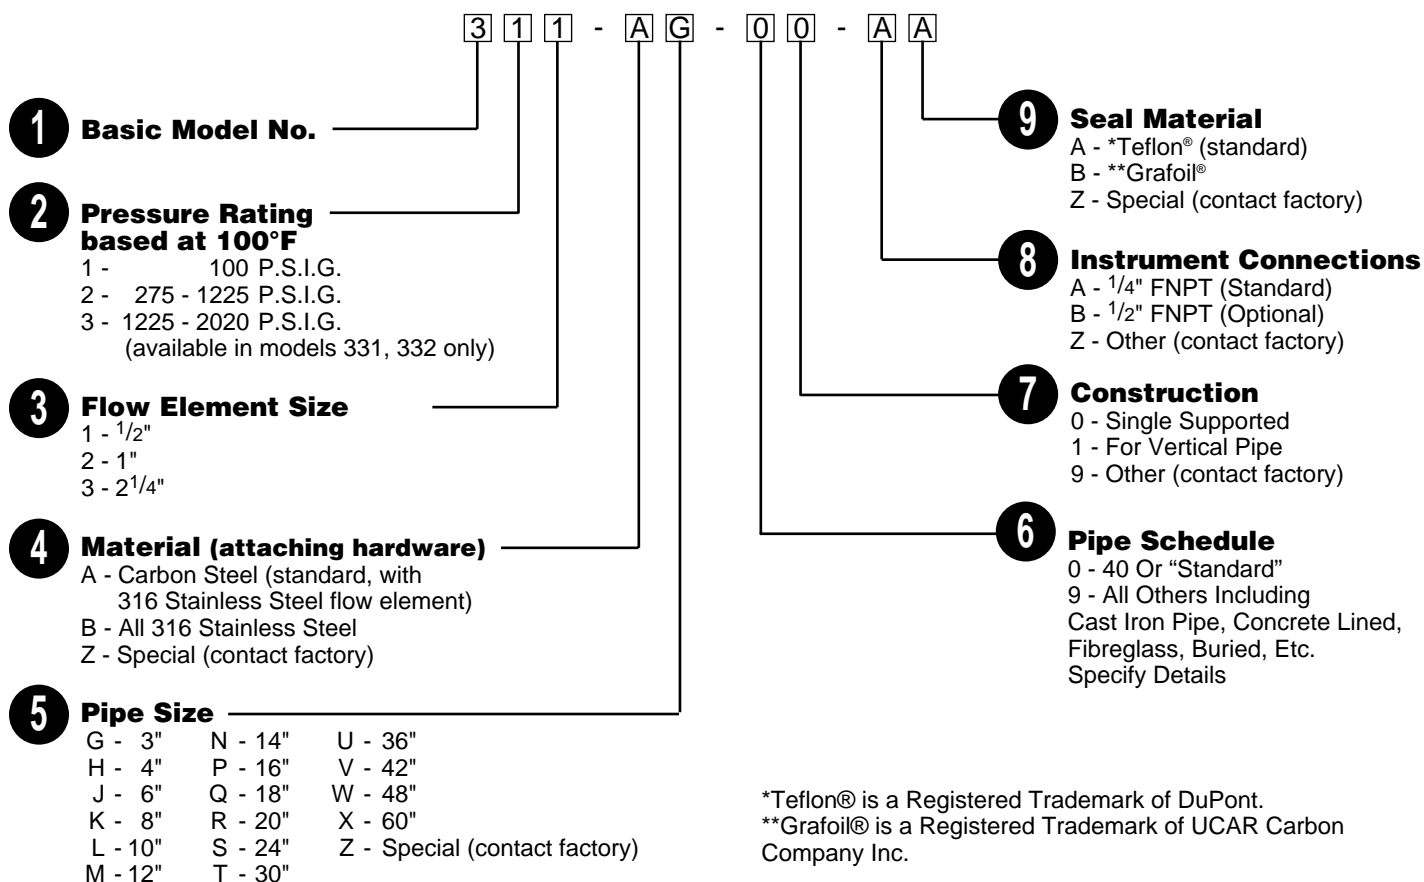 311-AG-00-AA
1 Basic Model No.
2 Pressure Rating
based at 100°F
1 - 100 P.S.I.G.
2 - 275 - 1225 P.S.I.G.
3 - 1225 - 2020 P.S.I.G.
(available in models 331, 332 only)
3 Flow Element Size
1 - 1/2"
2 - 1"
3 - 21/4"
4 Material (attaching hardware)
A - Carbon Steel (standard, with
316 Stainless Steel flow element)
B - All 316 Stainless Steel
Z - Special (contact factory)
5 Pipe Size
G - 3" N - 14" U - 36"
H - 4" P - 16" V - 42"
J - 6" Q - 18" W - 48"
K - 8" R - 20" X - 60"
L - 10" S - 24" Z - Special (contact factory)
M - 12" T - 30"
9 Seal Material
A - *Teflon® (standard)
B - **Grafoil®
Z - Special (contact factory)
8 Instrument Connections
A - 1/4" FNPT (Standard)
B - 1/2" FNPT (Optional)
Z - Other (contact factory)
7 Construction
0 - Single Supported
1 - For Vertical Pipe
9 - Other (contact factory)
6 Pipe Schedule
0 - 40 Or “Standard”
9 - All Others Including
Cast Iron Pipe, Concrete Lined,
Fibreglass, Buried, Etc.
Specify Details
*Teflon® is a Registered Trademark of DuPont.
**Grafoil® is a Registered Trademark of UCAR Carbon
Company Inc.